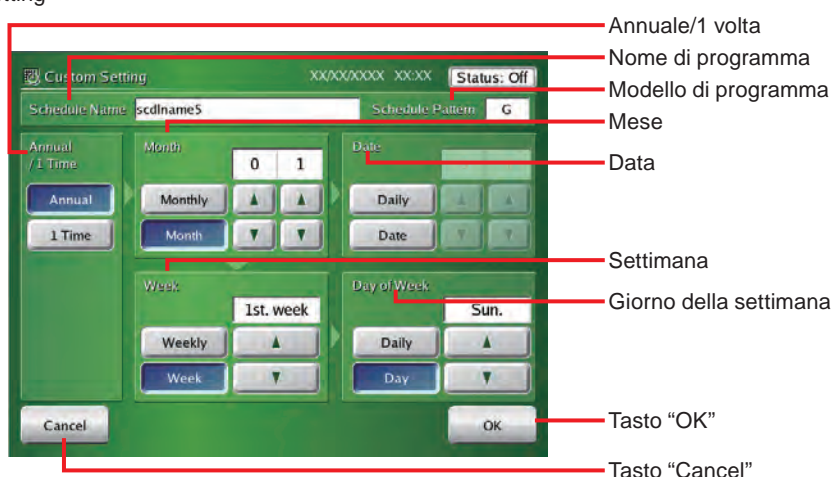 Annuale/1 volta
Nome di programma
Modello di programma
Mese
Data
Settimana
Giorno della settimana
Tasto “OK”
Tasto “Cancel”
Custom Setting
XX/XX/XXXX XX:XX
Status: Off
Schedule Name
scdlname5
Schedule Pattern
G
Annual
/1 Time
Annual
1 Time
Month
0 1
Monthly
Month
Date
Daily
Date
Week
1st. week
Weekly
Week
Day of Week
Sun.
Daily
Day
Cancel
OK